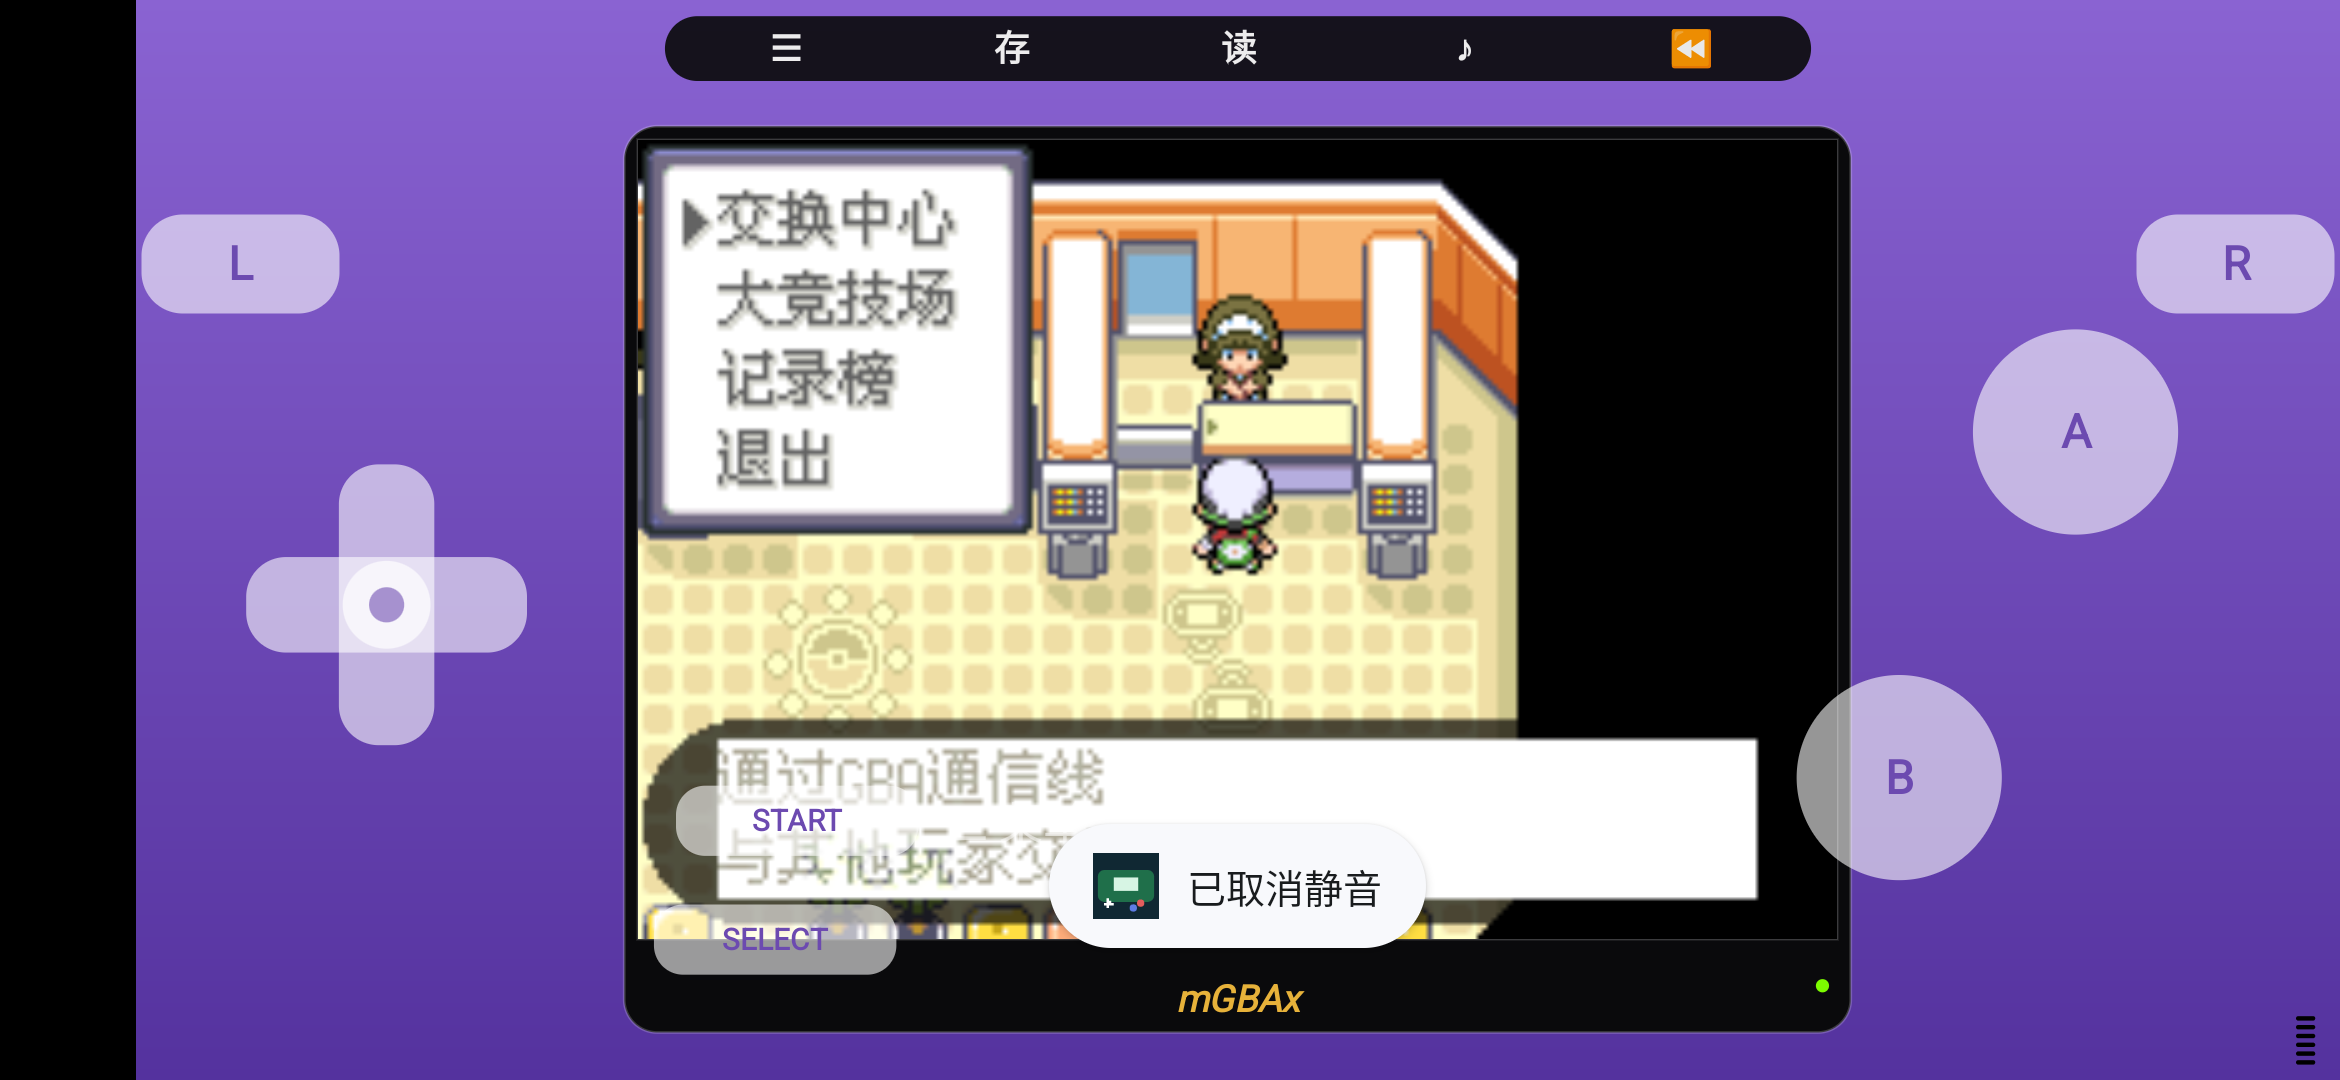 存 读 ♪
L
R
▶交换中心
大竞技场
记录榜
退出
A
B
通过GBA通信线
与其他玩家交
START
已取消静音
SELECT
mGBAx